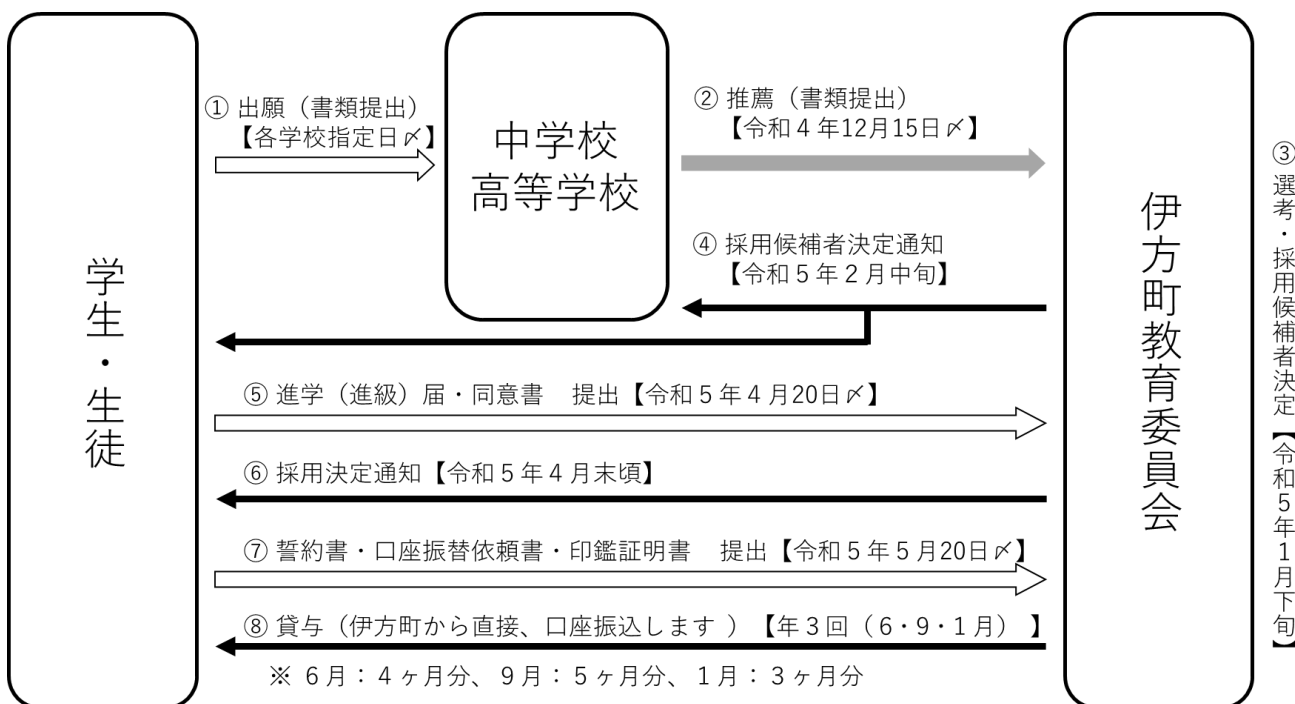 学生・生徒
① 出願（書類提出）
【各学校指定日〆】
中学校
高等学校
② 推薦（書類提出）
【令和４年12月15日〆】
伊方町教育委員会
③ 選考・採用候補者決定【令和５年１月下旬】
④ 採用候補者決定通知
【令和５年２月中旬】
⑤ 進学（進級）届・同意書　提出【令和５年４月20日〆】
⑥ 採用決定通知【令和５年４月末頃】
⑦ 誓約書・口座振替依頼書・印鑑証明書　提出【令和５年５月20日〆】
⑧ 貸与（伊方町から直接、口座振込します ）【年３回（６・９・１月） 】
※ ６月：４ヶ月分、９月：５ヶ月分、１月：３ヶ月分